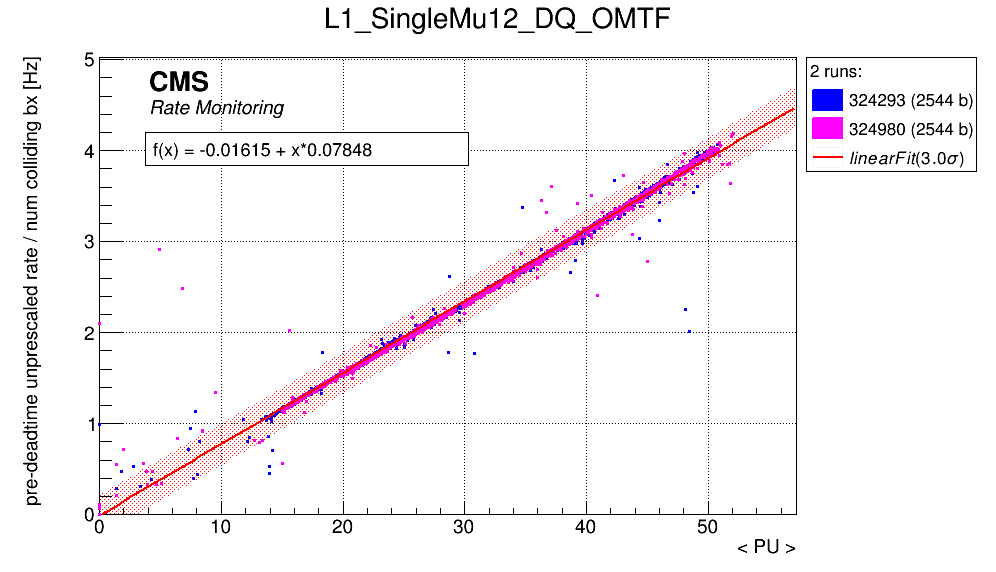 L1_SingleMu12_DQ_OMTF
pre-deadtime unprescaled rate / num colliding bx [Hz]
CMS
Rate Monitoring
f(x) = -0.01615 + x*0.07848
5
4
3
2
1
0
0 10 20 30 40 50
< PU >
2 runs:
324293 (2544 b)
324980 (2544 b)
linearFit(3.0σ)